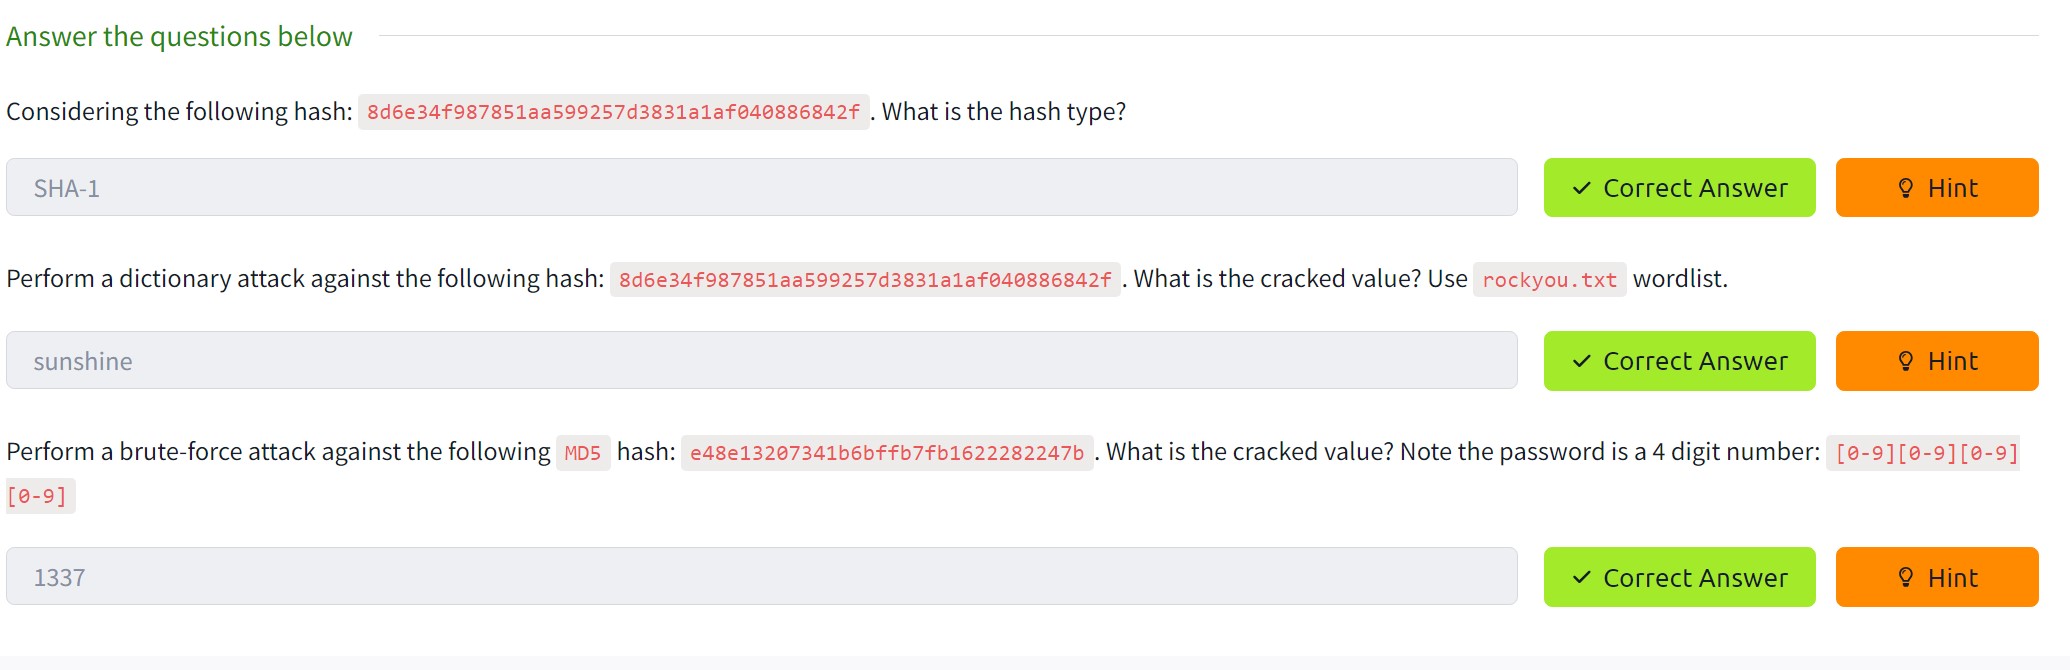 Answer the questions below
Considering the following hash: 8d6e34f987851aa599257d3831a1af040886842f. What is the hash type?
SHA-1 Correct Answer Hint
Perform a dictionary attack against the following hash: 8d6e34f987851aa599257d3831a1af040886842f. What is the cracked value? Use rockyou.txt wordlist.
sunshine Correct Answer Hint
Perform a brute-force attack against the following MD5 hash: e48e13207341b6bffb7fb1622282247b. What is the cracked value? Note the password is a 4 digit number: [0-9][0-9][0-9]
[0-9]
1337 Correct Answer Hint